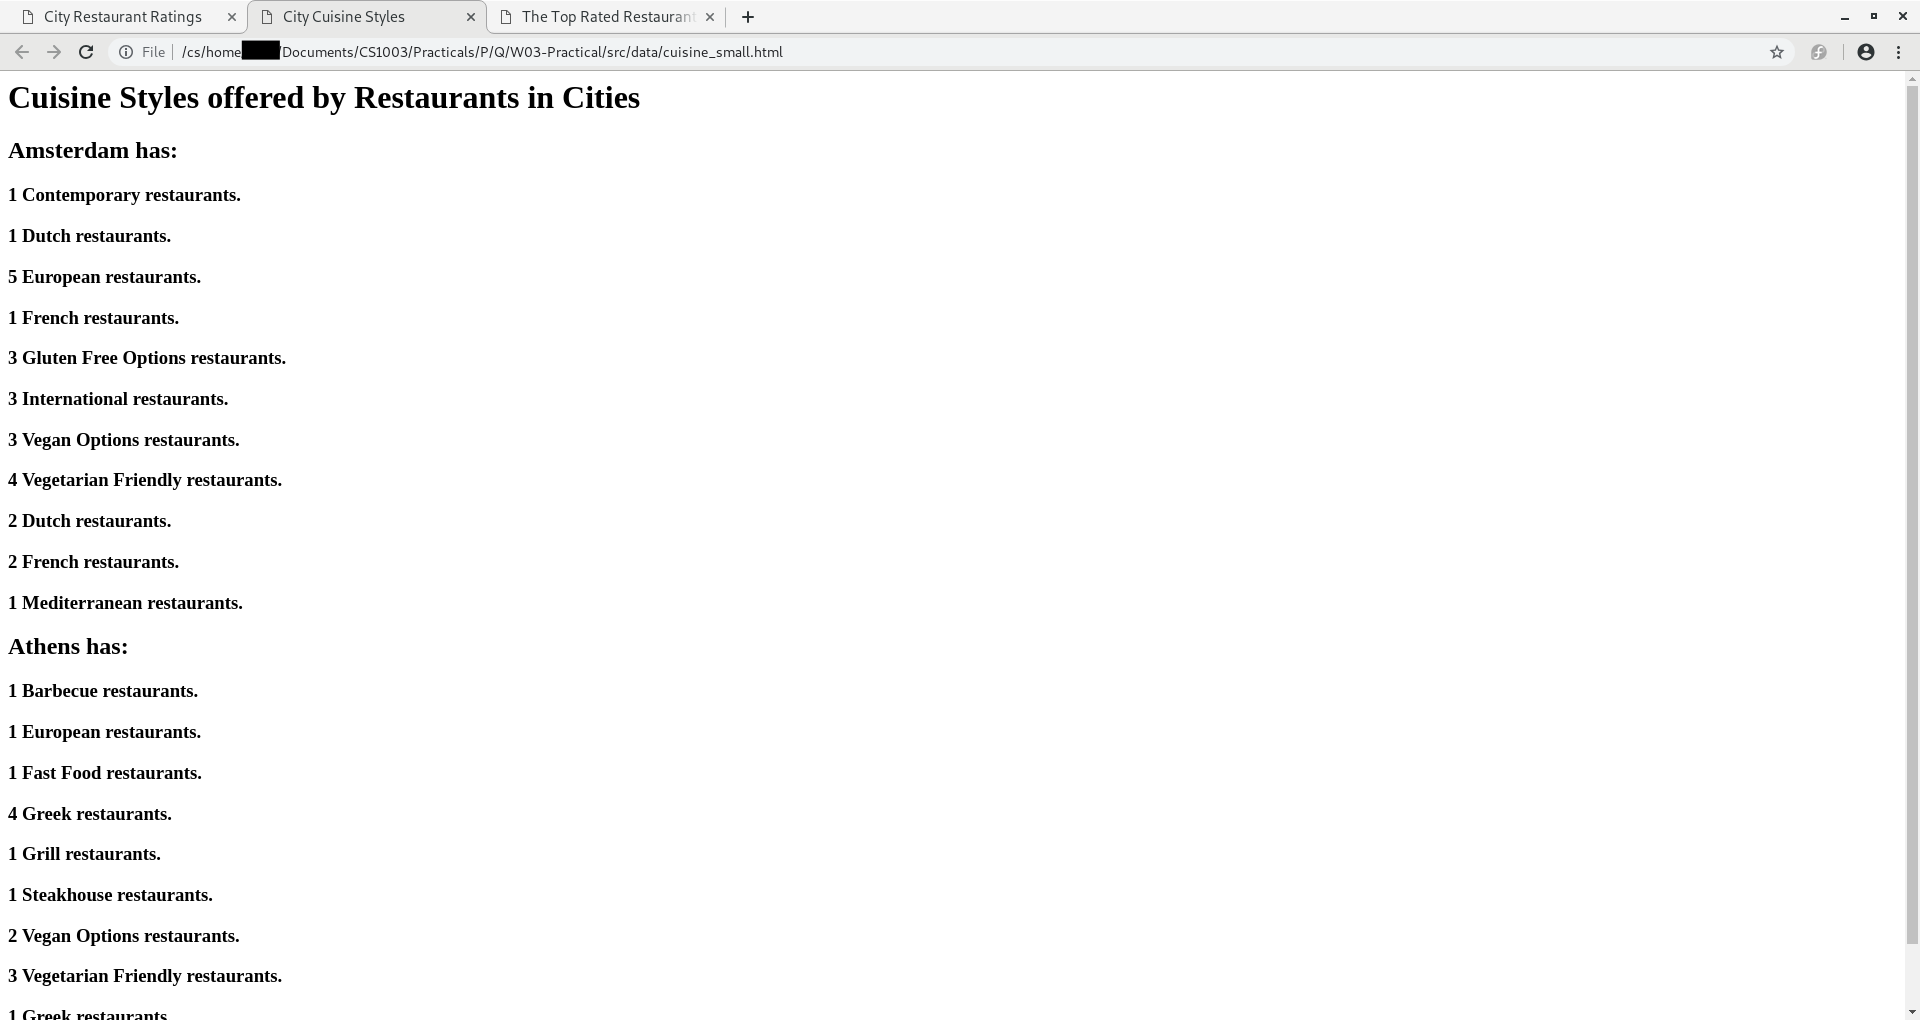 City Restaurant Ratings
City Cuisine Styles
The Top Rated Restaurant
File
/cs/home /Documents/CS1003/Practicals/P/Q/W03-Practical/src/data/cuisine_small.html
Cuisine Styles offered by Restaurants in Cities
Amsterdam has:
1 Contemporary restaurants.
1 Dutch restaurants.
5 European restaurants.
1 French restaurants.
3 Gluten Free Options restaurants.
3 International restaurants.
3 Vegan Options restaurants.
4 Vegetarian Friendly restaurants.
2 Dutch restaurants.
2 French restaurants.
1 Mediterranean restaurants.
Athens has:
1 Barbecue restaurants.
1 European restaurants.
1 Fast Food restaurants.
4 Greek restaurants.
1 Grill restaurants.
1 Steakhouse restaurants.
2 Vegan Options restaurants.
3 Vegetarian Friendly restaurants.
1 Greek restaurants